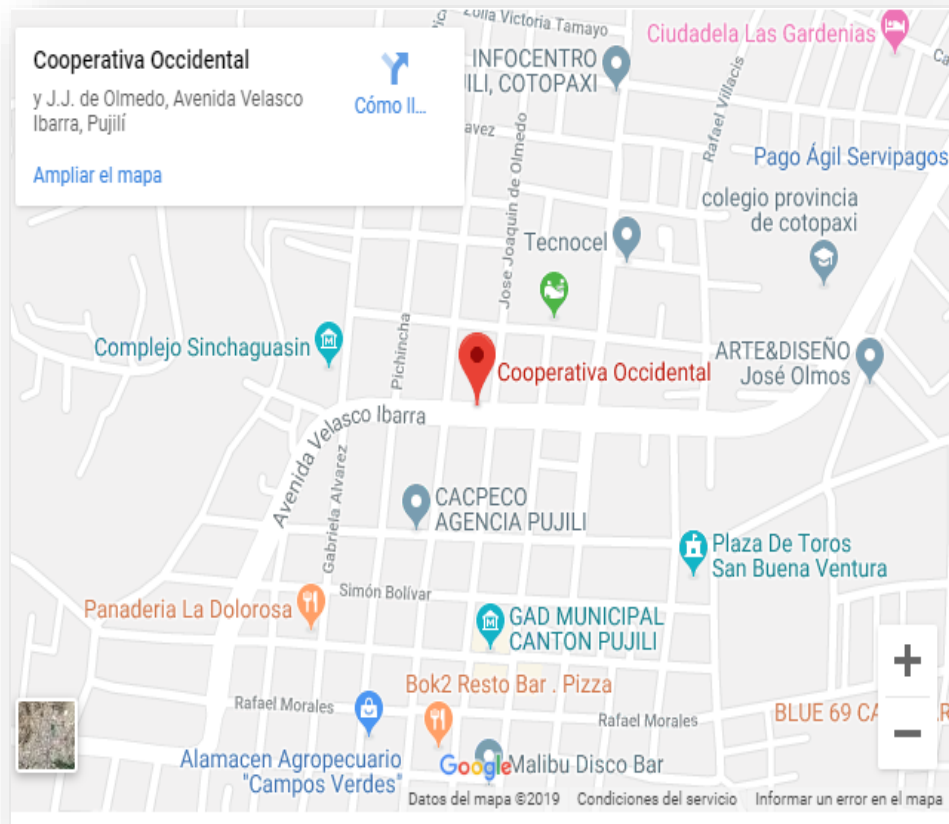 Cooperativa Occidental
y J.J. de Olmedo, Avenida Velasco
Ibarra, Pujilí
Cómo ll...
Ampliar el mapa
Zoila Victoria Tamayo
Ciudadela Las Gardenias
INFOCENTRO
COTOPAXI
Rafael Villacis
Jose Joaquin de Olmedo
Pago Ágil Servipagos
colegio provincia
de cotopaxi
Tecnocel
Complejo Sinchaguasin
Pichincha
Cooperativa Occidental
ARTE&DISEÑO
José Olmos
Avenida Velasco Ibarra
Gabriela Alvarez
CACPECO
AGENCIA PUJILI
Plaza De Toros
San Buena Ventura
Simón Bolívar
Panaderia La Dolorosa
GAD MUNICIPAL
CANTON PUJILI
Bok2 Resto Bar . Pizza
Rafael Morales
Rafael Morales
BLUE 69
Alamacen Agropecuario
"Campos Verdes"
Google
Malibu Disco Bar
Datos del mapa ©2019 Condiciones del servicio Informar un error en el mapa